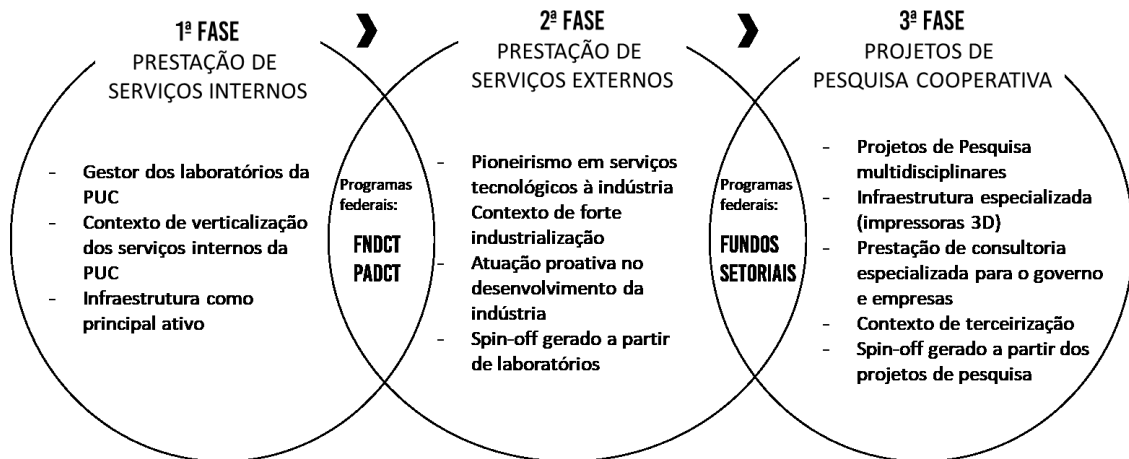 1ª FASE
PRESTAÇÃO DE
SERVIÇOS INTERNOS
- Gestor dos laboratórios da
PUC
- Contexto de verticalização
dos serviços internos da
PUC
- Infraestrutura como
principal ativo
❯
Programas
federais:
FNDCT
PADCT
2ª FASE
PRESTAÇÃO DE
SERVIÇOS EXTERNOS
- Pioneirismo em serviços
tecnológicos à indústria
- Contexto de forte
industrialização
- Atuação proativa no
desenvolvimento da
indústria
- Spin-off gerado a partir
de laboratórios
❯
Programas
federais:
FUNDOS
SETORIAIS
3ª FASE
PROJETOS DE
PESQUISA COOPERATIVA
- Projetos de Pesquisa
multidisciplinares
- Infraestrutura especializada
(impressoras 3D)
- Prestação de consultoria
especializada para o governo
e empresas
- Contexto de terceirização
- Spin-off gerado a partir dos
projetos de pesquisa